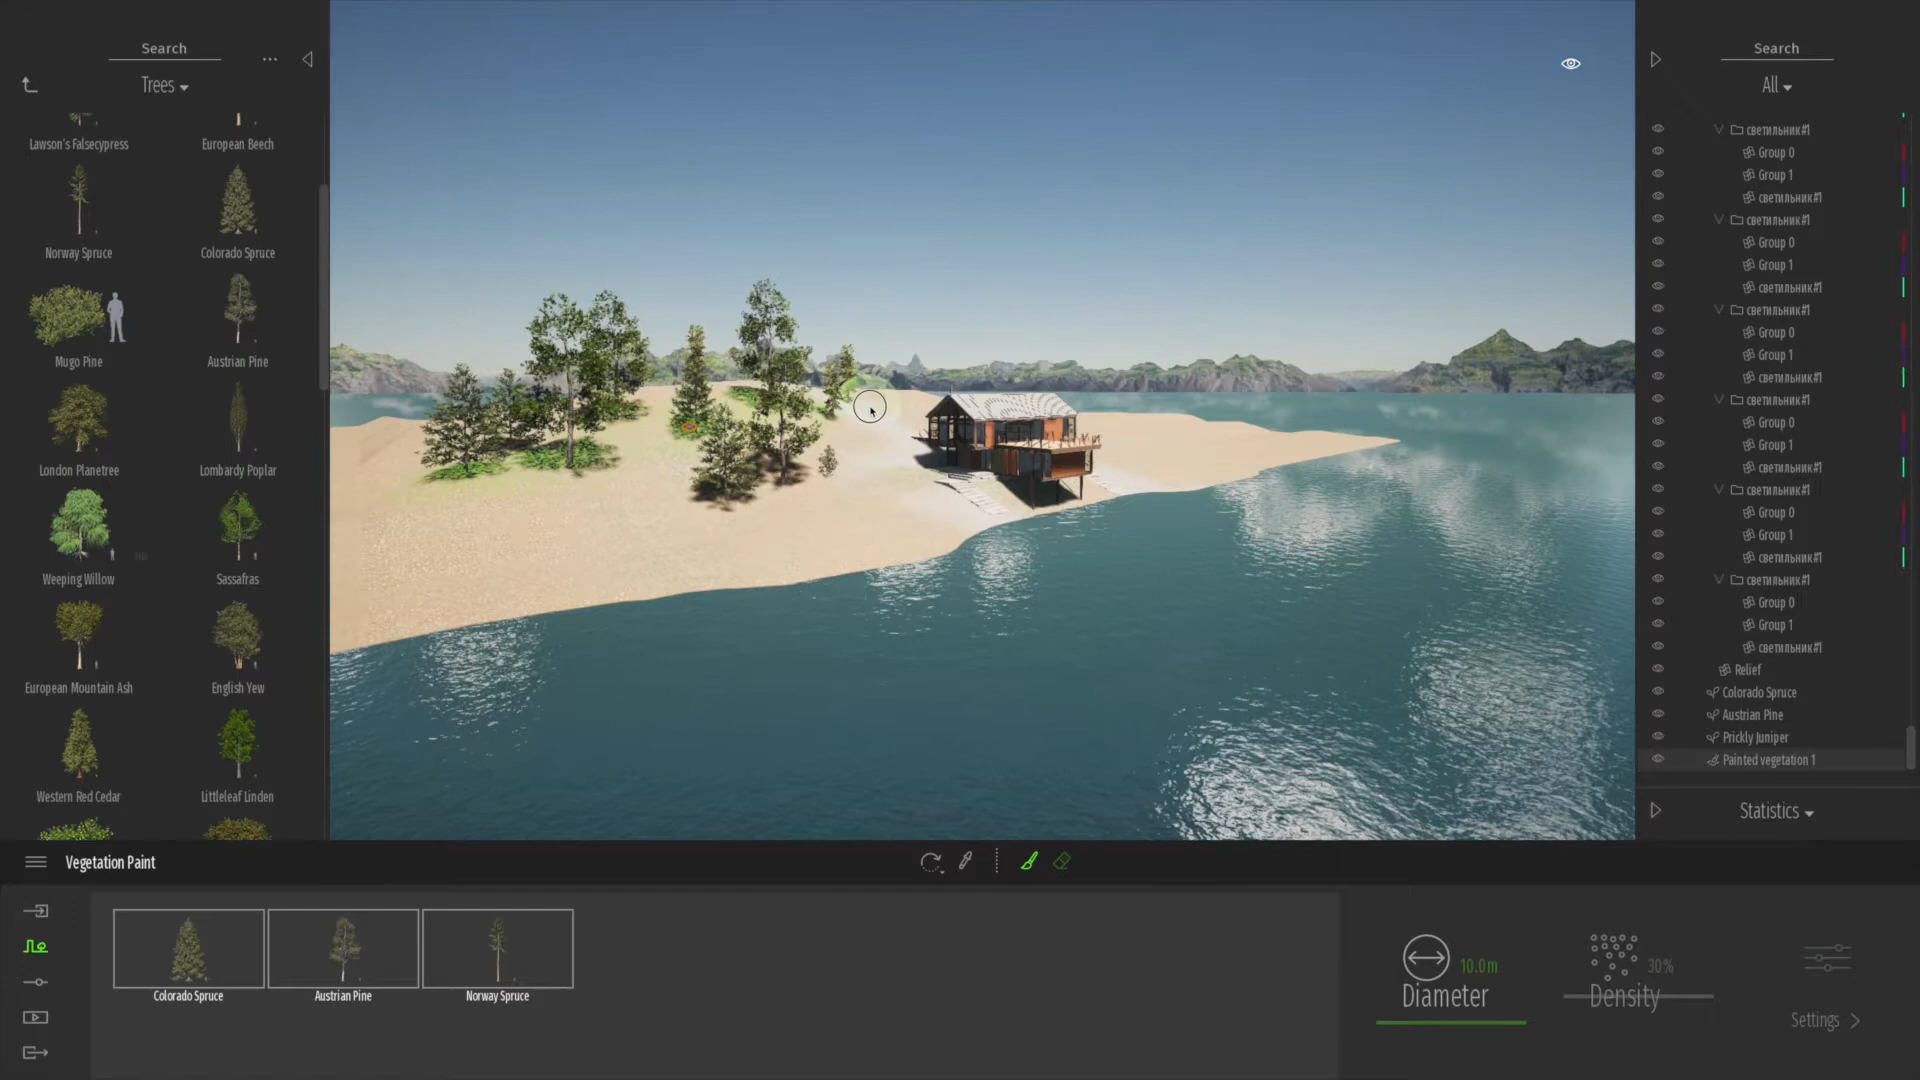 Search
Trees
Lawson's Falsecypress
European Beech
Norway Spruce
Colorado Spruce
Mugo Pine
Austrian Pine
London Planetree
Lombardy Poplar
Weeping Willow
Sassafras
European Mountain Ash
English Yew
Western Red Cedar
Littleleaf Linden
Search
All
светильник#1
Group 0
Group 1
светильник#1
светильник#1
Group 0
Group 1
светильник#1
светильник#1
Group 0
Group 1
светильник#1
светильник#1
Group 0
Group 1
светильник#1
светильник#1
Group 0
Group 1
светильник#1
светильник#1
Group 0
Group 1
светильник#1
Relief
Colorado Spruce
Austrian Pine
Prickly Juniper
Painted vegetation 1
Statistics
Vegetation Paint
Colorado Spruce
Austrian Pine
Norway Spruce
10.0m
Diameter
30%
Density
Settings